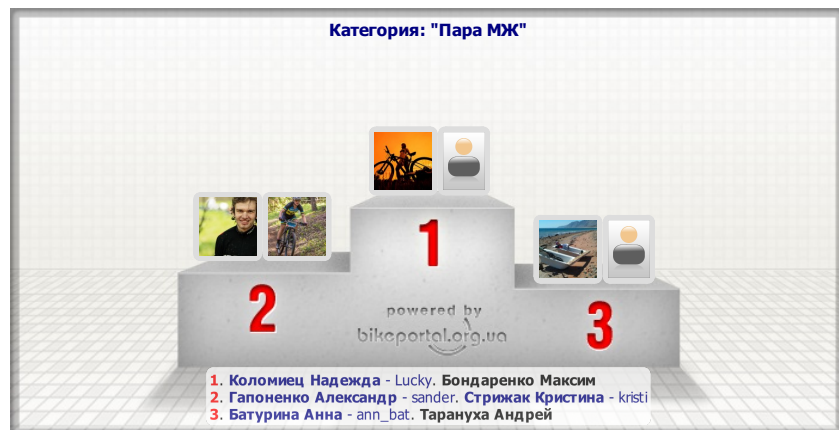 Категория: "Пара МЖ"
1
2
3
powered by
bikeportal.org.ua
1. Коломиец Надежда - Lucky. Бондаренко Максим
2. Гапоненко Александр - sander. Стрижак Кристина - kristi
3. Батурина Анна - ann_bat. Тарануха Андрей